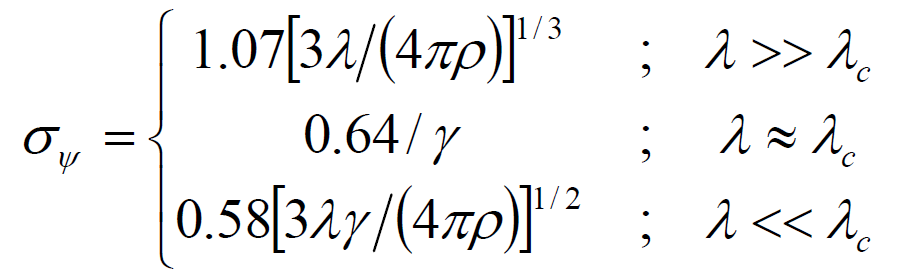 1.07[3λ/(4πρ)]^{1/3} ; λ >> λ_c
σ_ψ = { 0.64/γ ; λ ≈ λ_c
0.58[3λγ/(4πρ)]^{1/2} ; λ << λ_c